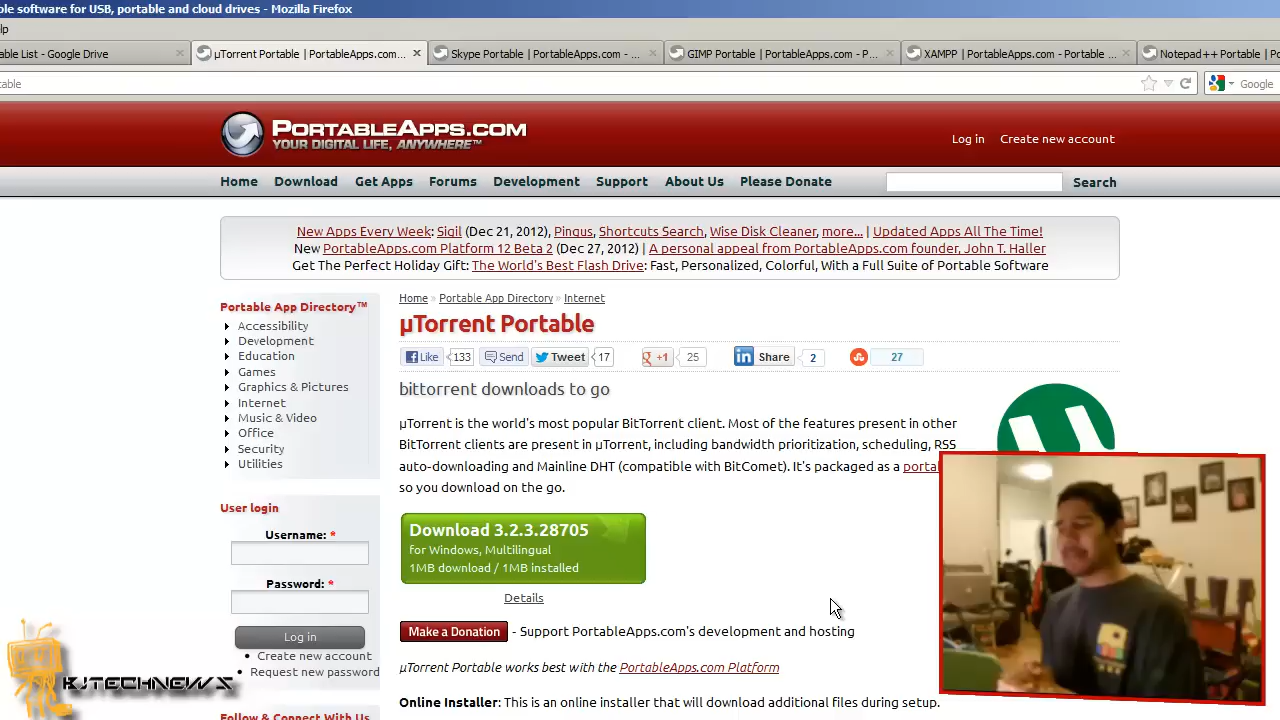 ole software for USB, portable and cloud drives - Mozilla Firefox
lp
able List - Google Drive
µTorrent Portable | PortableApps.com...
Skype Portable | PortableApps.com - ...
GIMP Portable | PortableApps.com - P...
XAMPP | PortableApps.com - Portable ...
Notepad++ Portable | Po
table
Google
PORTABLEAPPS.COM
YOUR DIGITAL LIFE, ANYWHERE™
Log in
Create new account
Home
Download
Get Apps
Forums
Development
Support
About Us
Please Donate
Search
New Apps Every Week: Sigil (Dec 21, 2012), Pingus, Shortcuts Search, Wise Disk Cleaner, more... | Updated Apps All The Time!
New PortableApps.com Platform 12 Beta 2 (Dec 27, 2012) | A personal appeal from PortableApps.com founder, John T. Haller
Get The Perfect Holiday Gift: The World's Best Flash Drive: Fast, Personalized, Colorful, With a Full Suite of Portable Software
Portable App Directory™
Accessibility
Development
Education
Games
Graphics & Pictures
Internet
Music & Video
Office
Security
Utilities
User login
Username: *
Password: *
Log in
Create new account
Request new password
Follow & Connect With Us
Home » Portable App Directory » Internet
µTorrent Portable
Like 133 Send Tweet 17 g +1 25 in Share 2 27
bittorrent downloads to go
µTorrent is the world's most popular BitTorrent client. Most of the features present in other
BitTorrent clients are present in µTorrent, including bandwidth prioritization, scheduling, RSS
auto-downloading and Mainline DHT (compatible with BitComet). It's packaged as a portal
so you download on the go.
Download 3.2.3.28705
for Windows, Multilingual
1MB download / 1MB installed
Details
Make a Donation - Support PortableApps.com's development and hosting
µTorrent Portable works best with the PortableApps.com Platform
Online Installer: This is an online installer that will download additional files during setup.
KJTECHNEWS